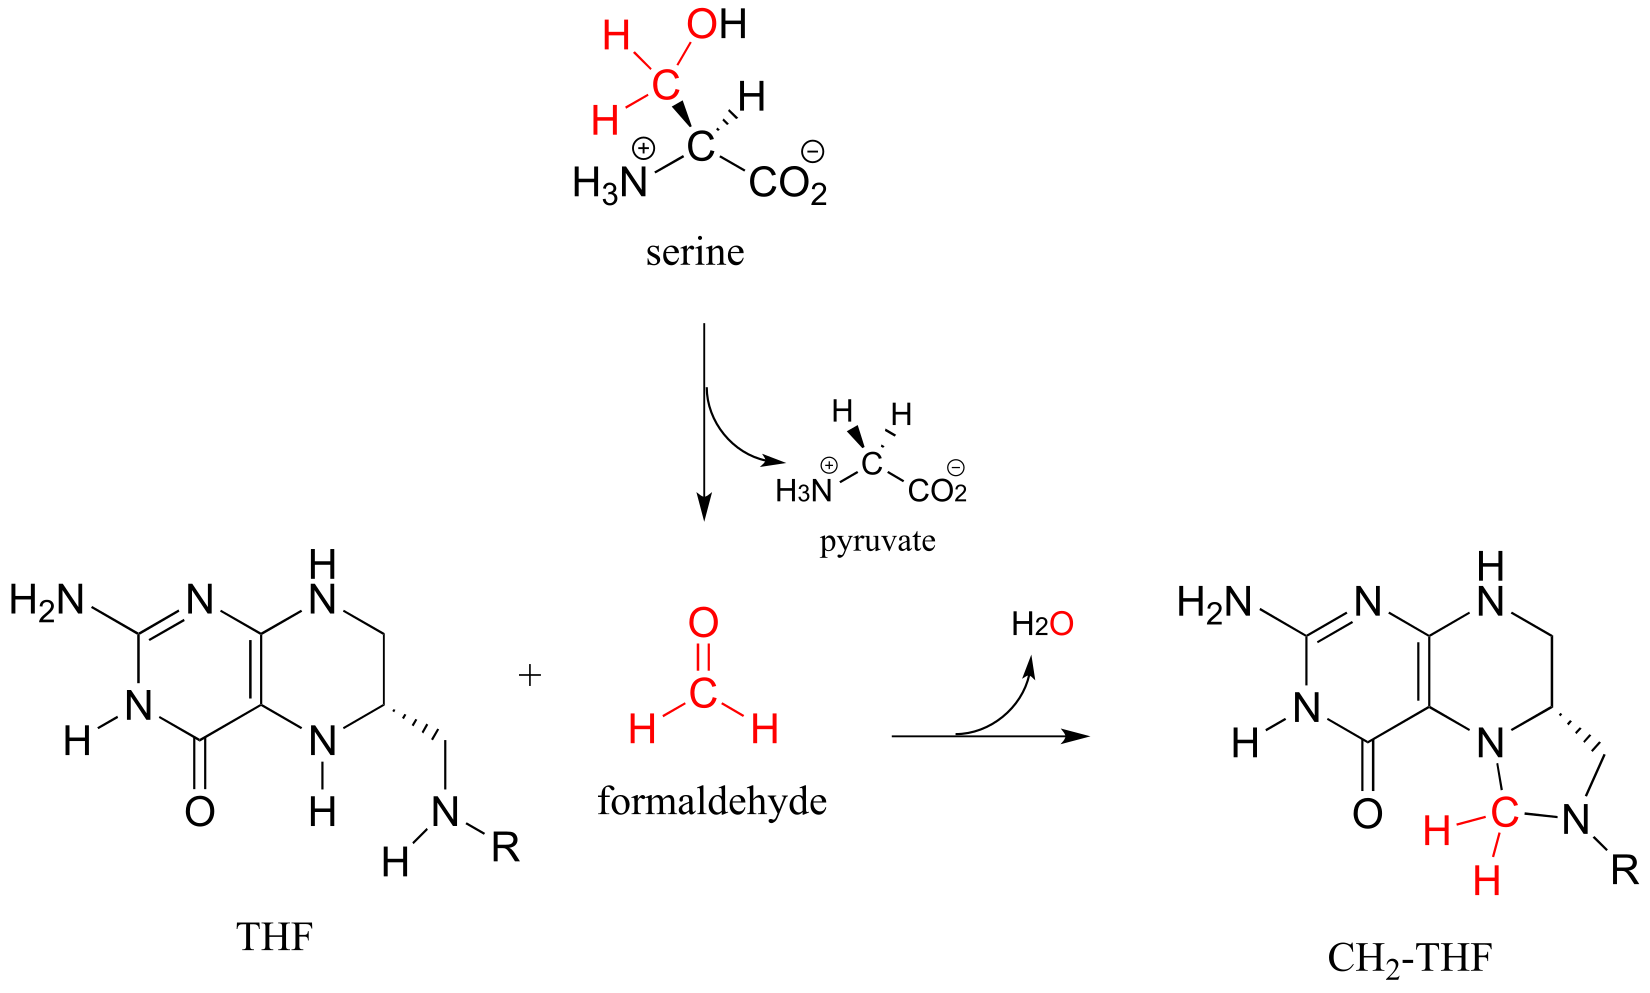 H OH
C
H H
H₃N ⊕ C CO₂ ⊖
serine
H H
H3N ⊕ C CO2 ⊖
pyruvate
H
H₂N N N
N
H
O
N
H
N
H
R
THF
+
O
C
H H
formaldehyde
H2O
H
H₂N N N
N
H
O
N
C
H
H
N
R
CH₂-THF